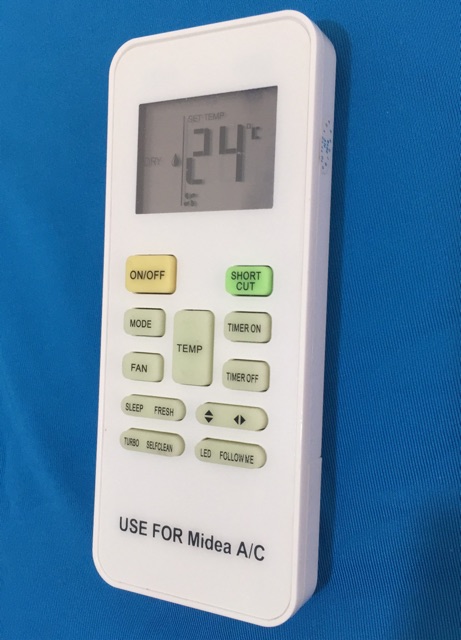 SET TEMP.
DRY
24°C
ON/OFF
SHORT
CUT
MODE
TEMP
TIMER ON
FAN
TIMER OFF
SLEEP FRESH
TURBO SELFCLEAN
LED FOLLOW ME
USE FOR Midea A/C